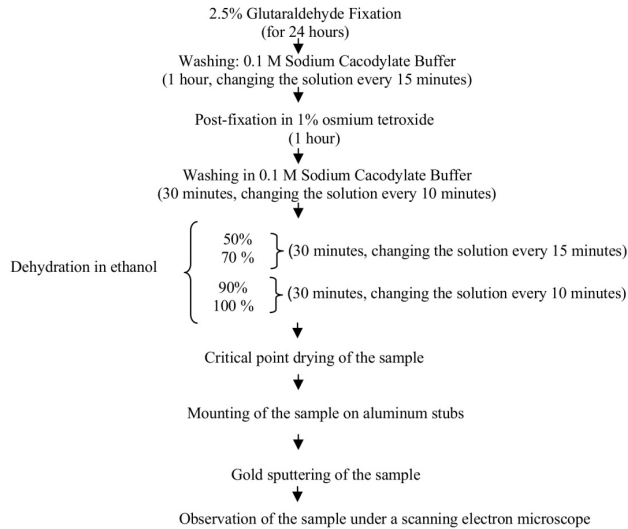 2.5% Glutaraldehyde Fixation
(for 24 hours)
Washing: 0.1 M Sodium Cacodylate Buffer
(1 hour, changing the solution every 15 minutes)
Post-fixation in 1% osmium tetroxide
(1 hour)
Washing in 0.1 M Sodium Cacodylate Buffer
(30 minutes, changing the solution every 10 minutes)
Dehydration in ethanol
50%
70 %
(30 minutes, changing the solution every 15 minutes)
90%
100 %
(30 minutes, changing the solution every 10 minutes)
Critical point drying of the sample
Mounting of the sample on aluminum stubs
Gold sputtering of the sample
Observation of the sample under a scanning electron microscope